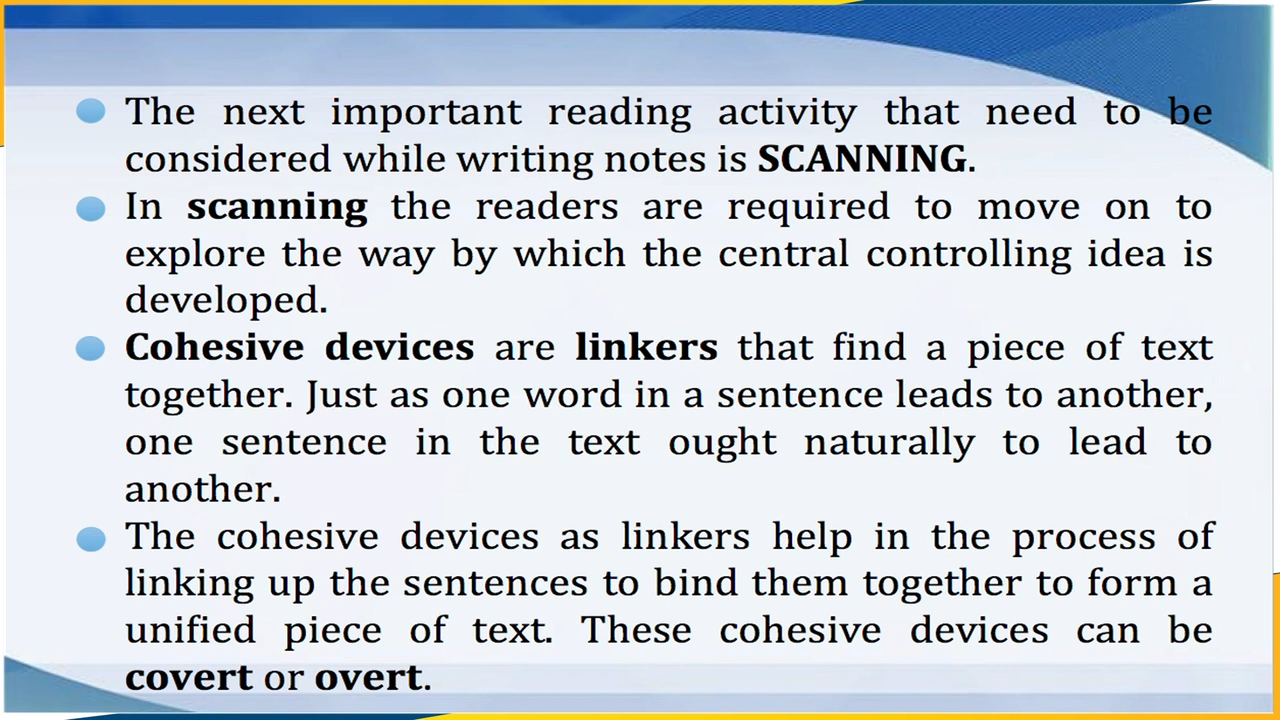 The next important reading activity that need to be
considered while writing notes is SCANNING.
In scanning the readers are required to move on to
explore the way by which the central controlling idea is
developed.
Cohesive devices are linkers that find a piece of text
together. Just as one word in a sentence leads to another,
one sentence in the text ought naturally to lead to
another.
The cohesive devices as linkers help in the process of
linking up the sentences to bind them together to form a
unified piece of text. These cohesive devices can be
covert or overt.